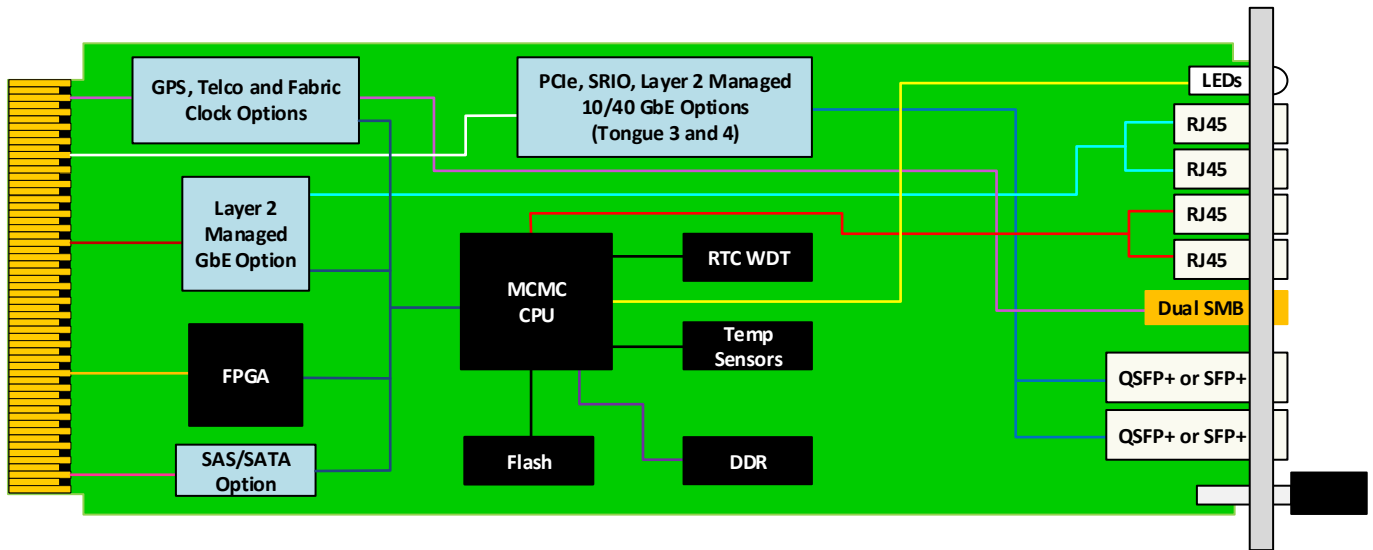 GPS, Telco and Fabric
Clock Options
PCIe, SRIO, Layer 2 Managed
10/40 GbE Options
(Tongue 3 and 4)
LEDs
RJ45
RJ45
RJ45
RJ45
Layer 2
Managed
GbE Option
MCMC
CPU
RTC WDT
Temp
Sensors
Dual SMB
FPGA
QSFP+ or SFP+
QSFP+ or SFP+
SAS/SATA
Option
Flash
DDR